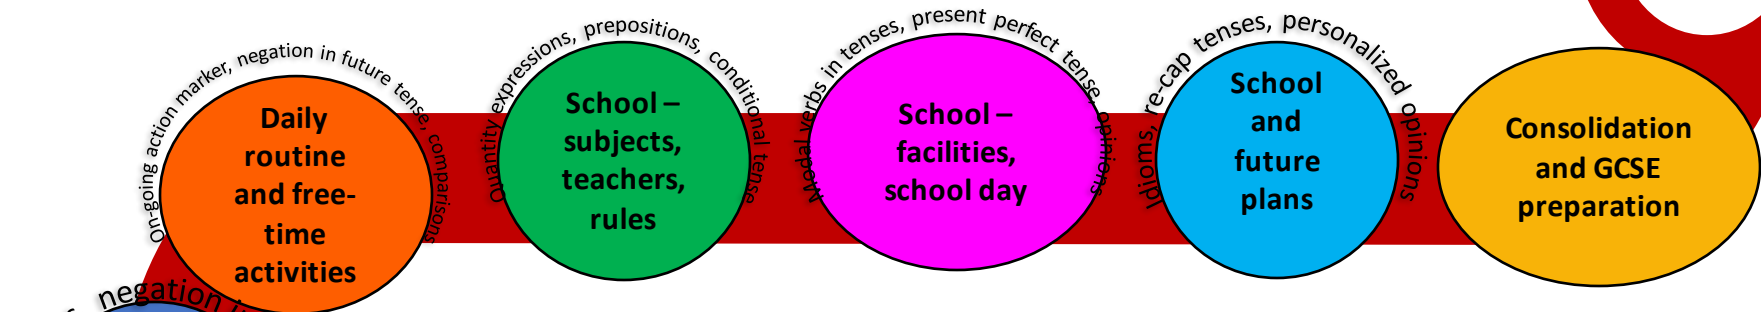 On-going action marker, negation in future tense, comparisons
Daily
routine
and free-
time
activities
Quantity expressions, prepositions, conditional tense
School –
subjects,
teachers,
rules
Modal verbs in tenses, present perfect tense, opinions
School –
facilities,
school day
Idioms, re-cap tenses, personalized opinions
School
and
future
plans
Consolidation
and GCSE
preparation
negation